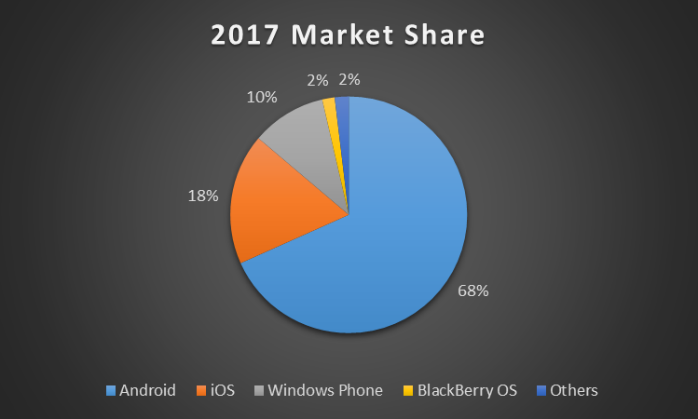 2017 Market Share
2% 2%
10%
18%
68%
Android iOS Windows Phone BlackBerry OS Others